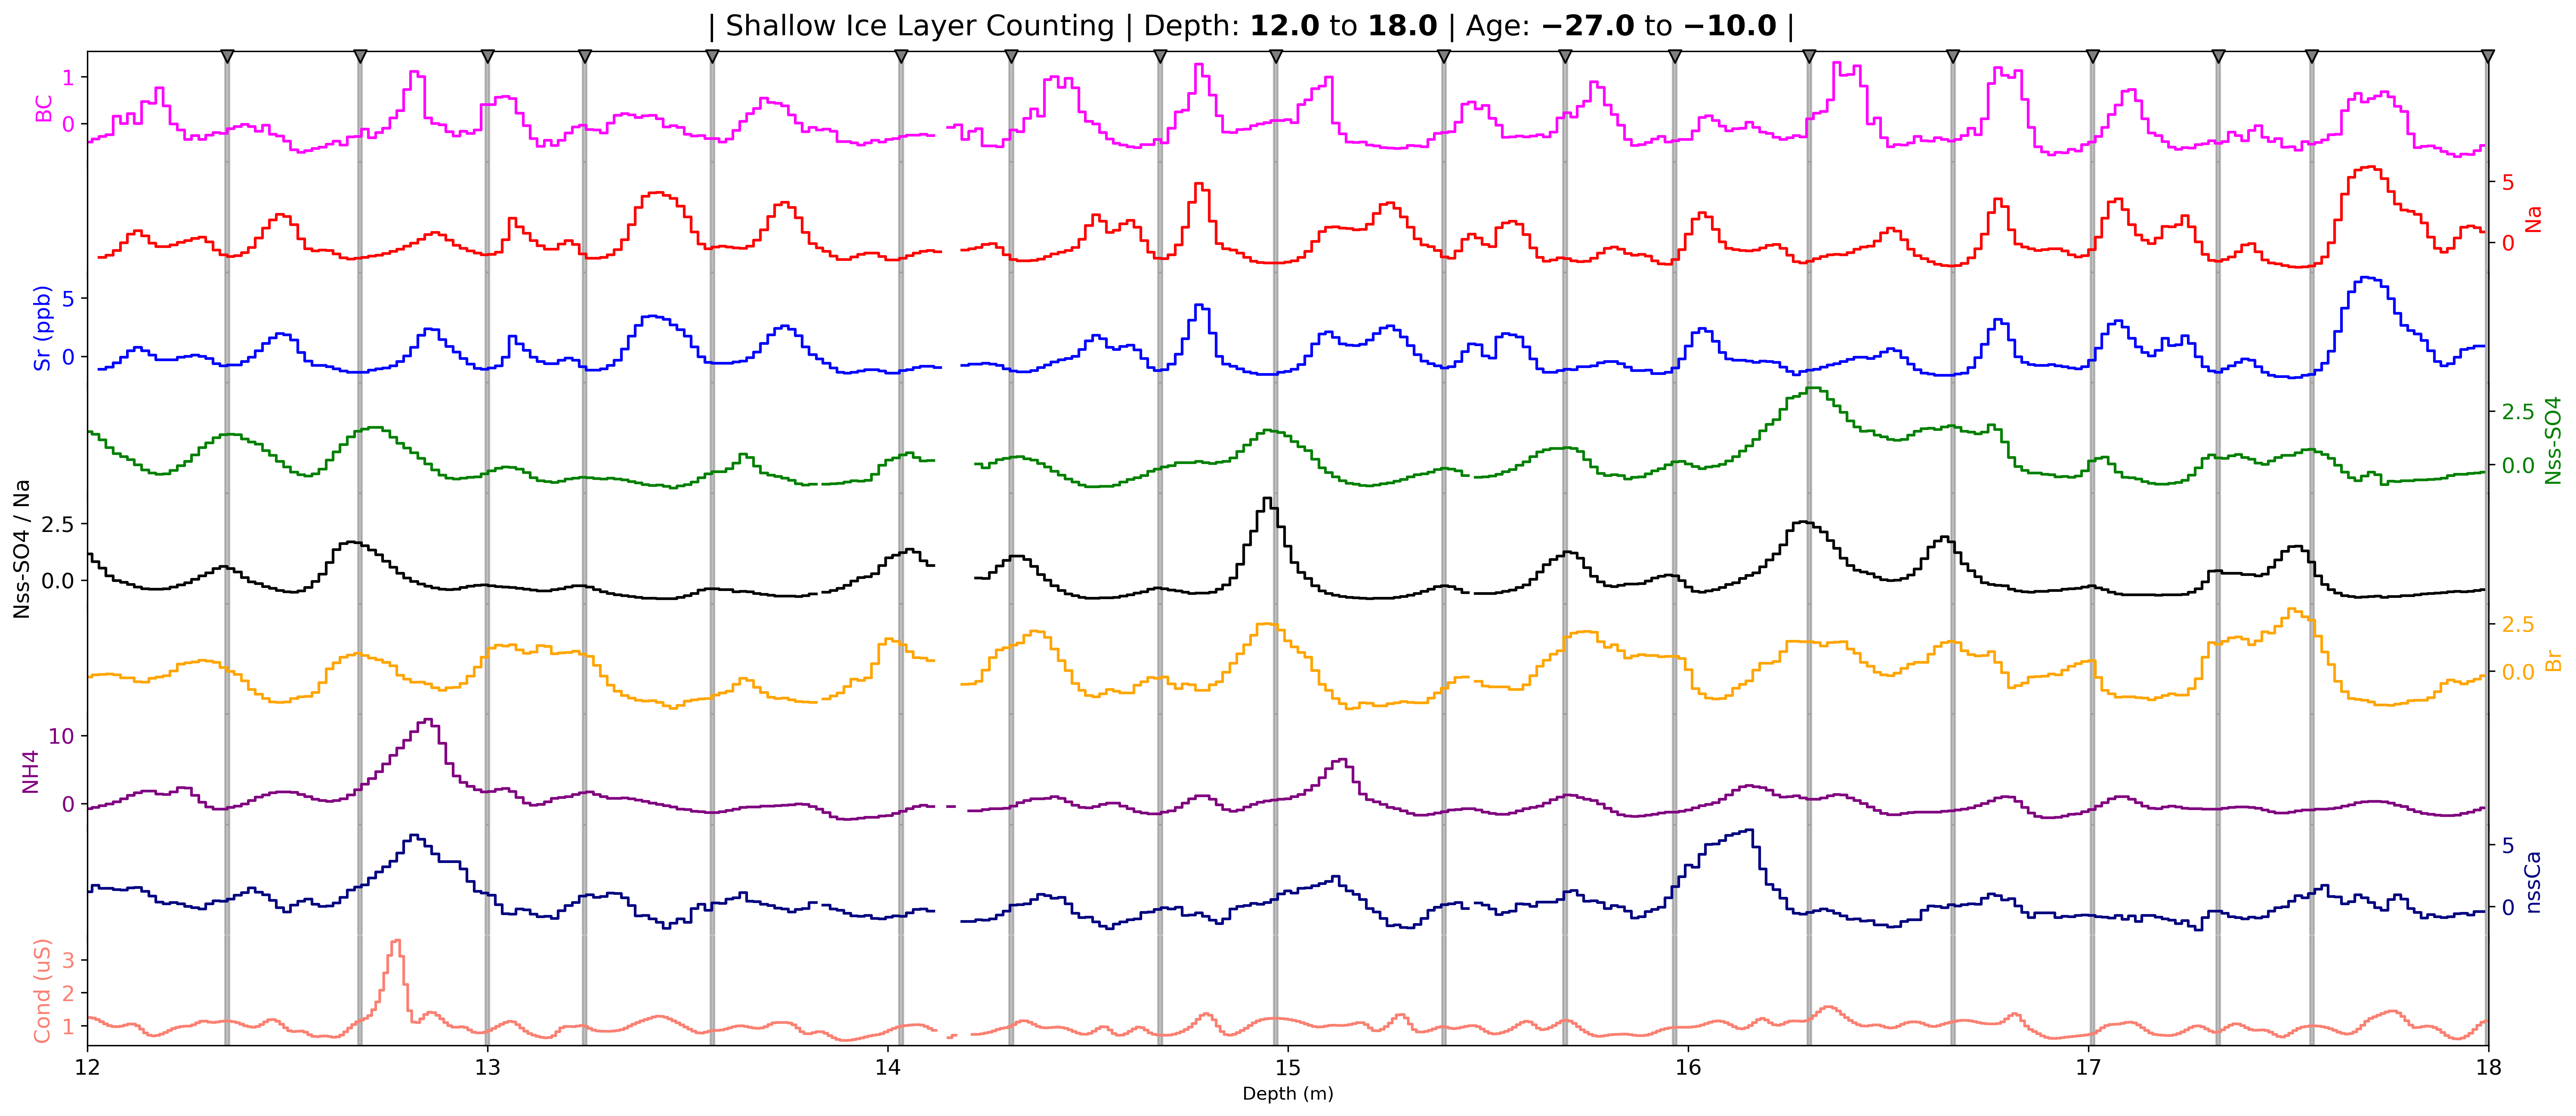 | Shallow Ice Layer Counting | Depth: 12.0 to 18.0 | Age: −27.0 to −10.0 |
BC
1
0
Na
5
0
Sr (ppb)
5
0
Nss-SO4
2.5
0.0
Nss-SO4 / Na
2.5
0.0
Br
2.5
0.0
NH4
10
0
nssCa
5
0
Cond (uS)
3
2
1
12 13 14 15 16 17 18
Depth (m)